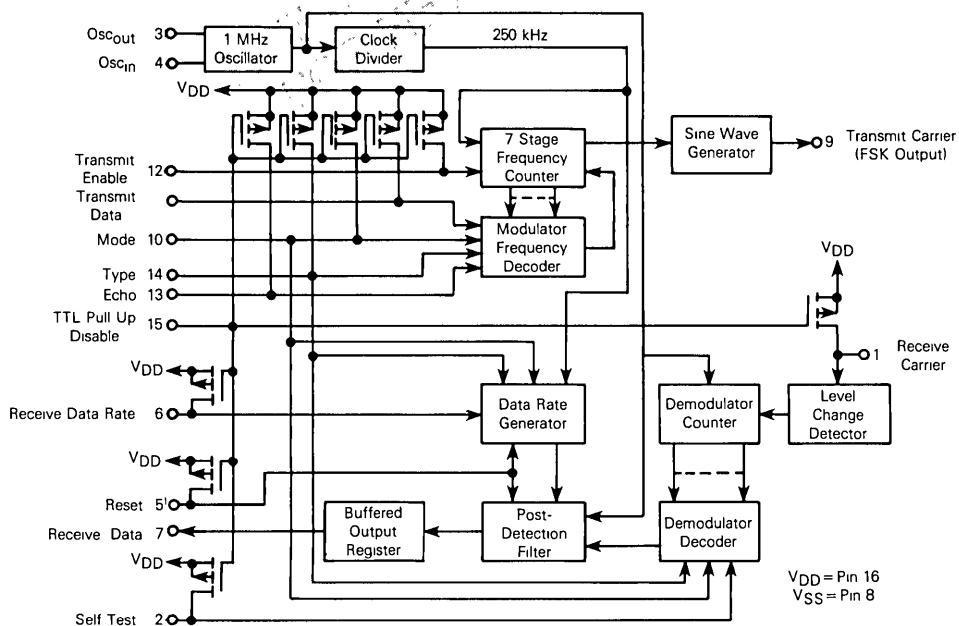 Osc_out 3
Osc_in 4
1 MHz
Oscillator
Clock
Divider
250 kHz
V_DD
Transmit
Enable
12
Transmit
Data
Mode 10
Type 14
Echo 13
TTL Pull Up
Disable
15
7 Stage
Frequency
Counter
Modulator
Frequency
Decoder
Sine Wave
Generator
9 Transmit Carrier
(FSK Output)
V_DD
1 Receive
Carrier
V_DD
Receive Data Rate 6
Data Rate
Generator
Demodulator
Counter
Level
Change
Detector
V_DD
Reset 5
Receive Data 7
Buffered
Output
Register
Post-
Detection
Filter
Demodulator
Decoder
V_DD
Self Test 2
V_DD = Pin 16
V_SS = Pin 8